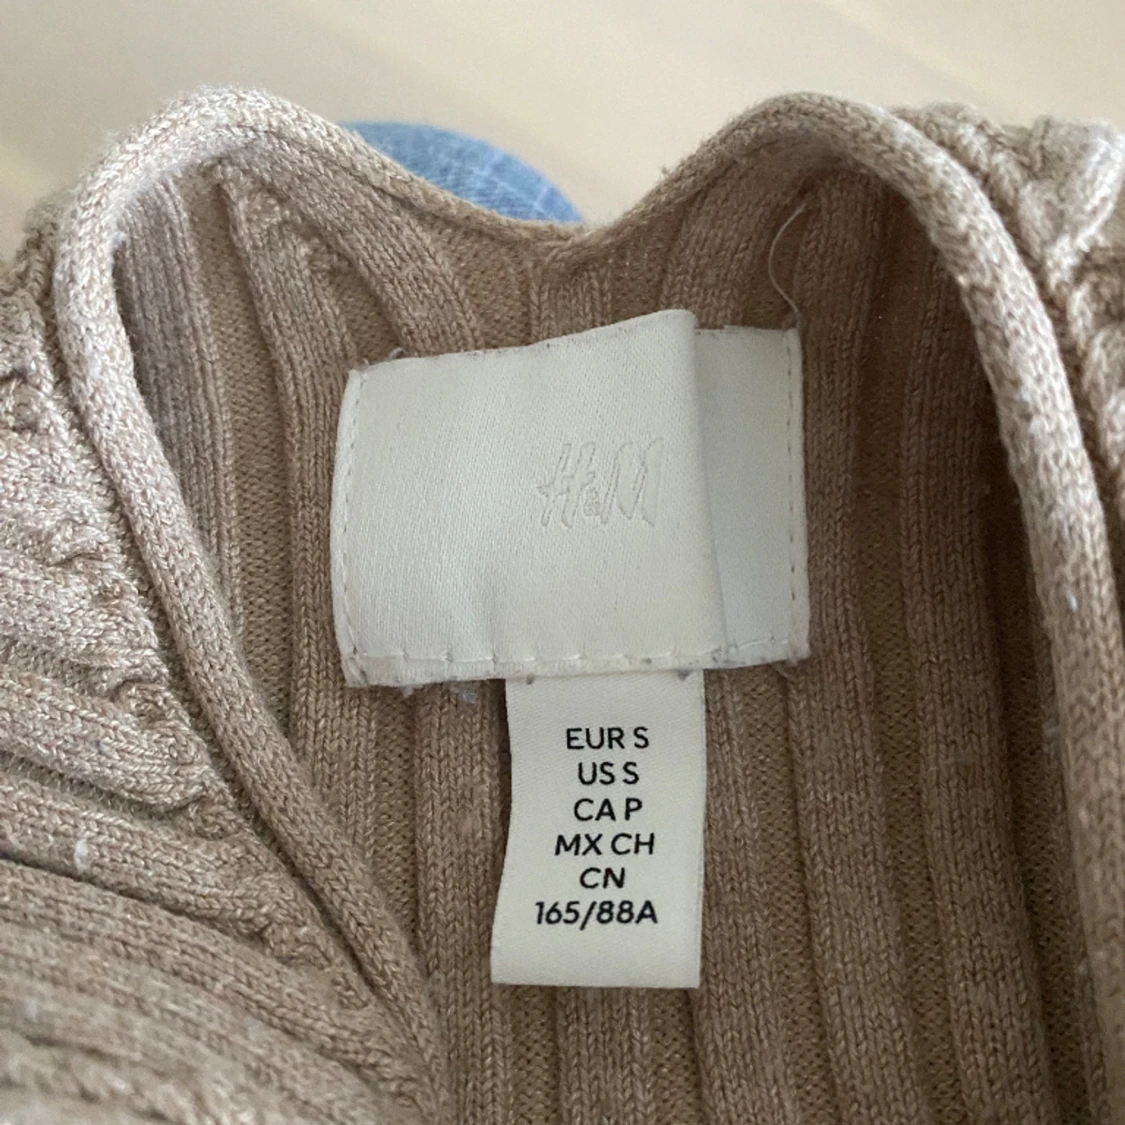 H&M
EUR S
US S
CA P
MX CH
CN
165/88A